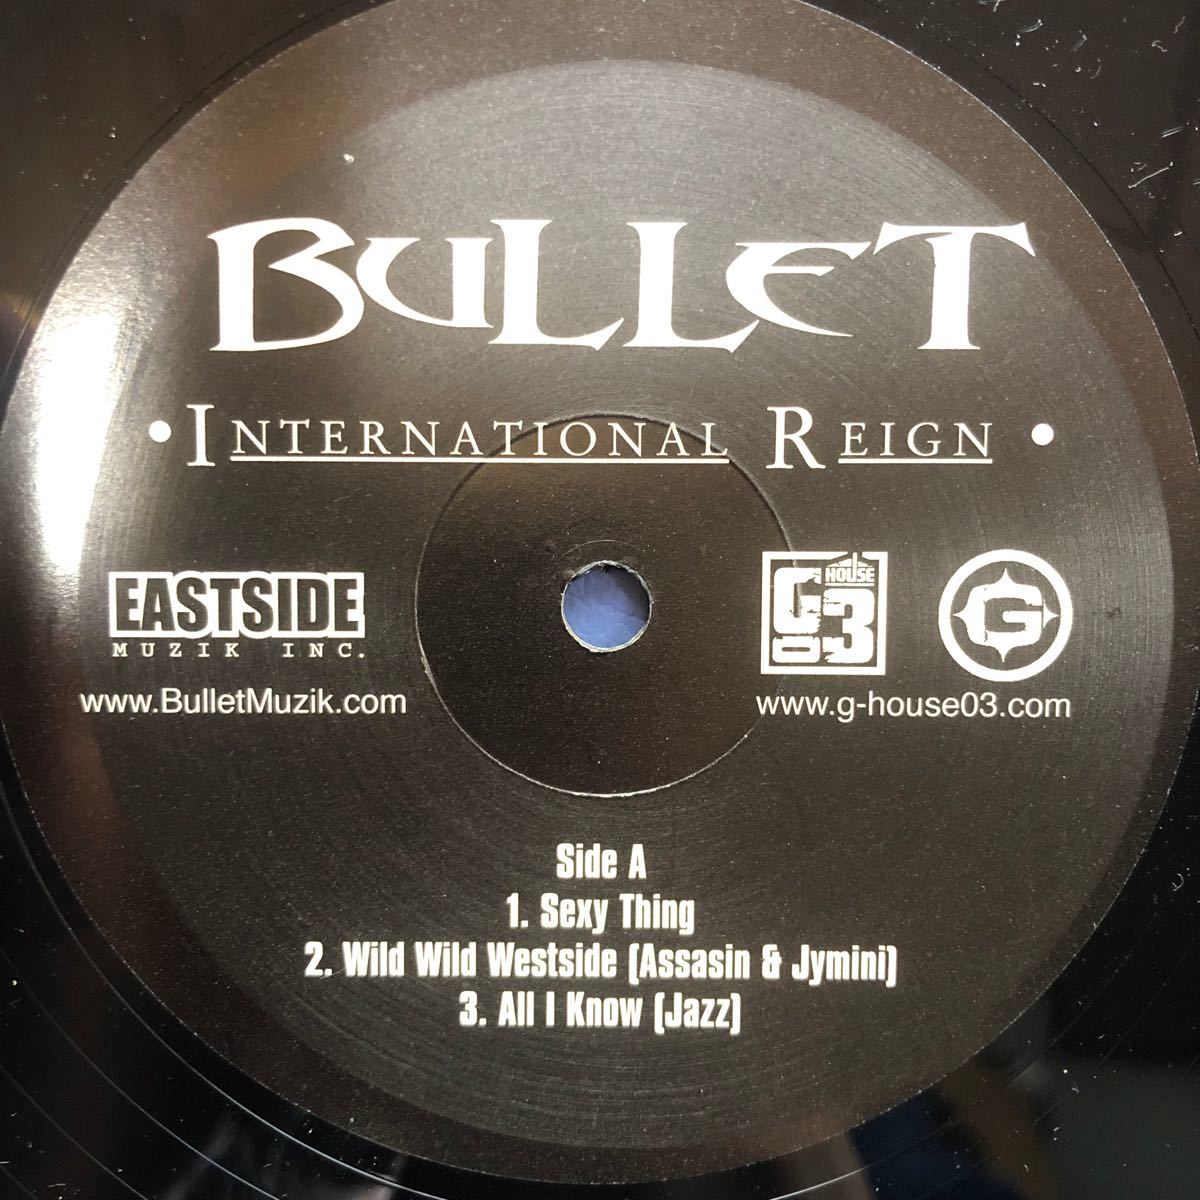 BULLET
• INTERNATIONAL REIGN •
EASTSIDE
MUZIK INC.
www.BulletMuzik.com
G HOUSE
03
G
www.g-house03.com
Side A
1. Sexy Thing
2. Wild Wild Westside (Assasin & Jymini)
3. All I Know (Jazz)